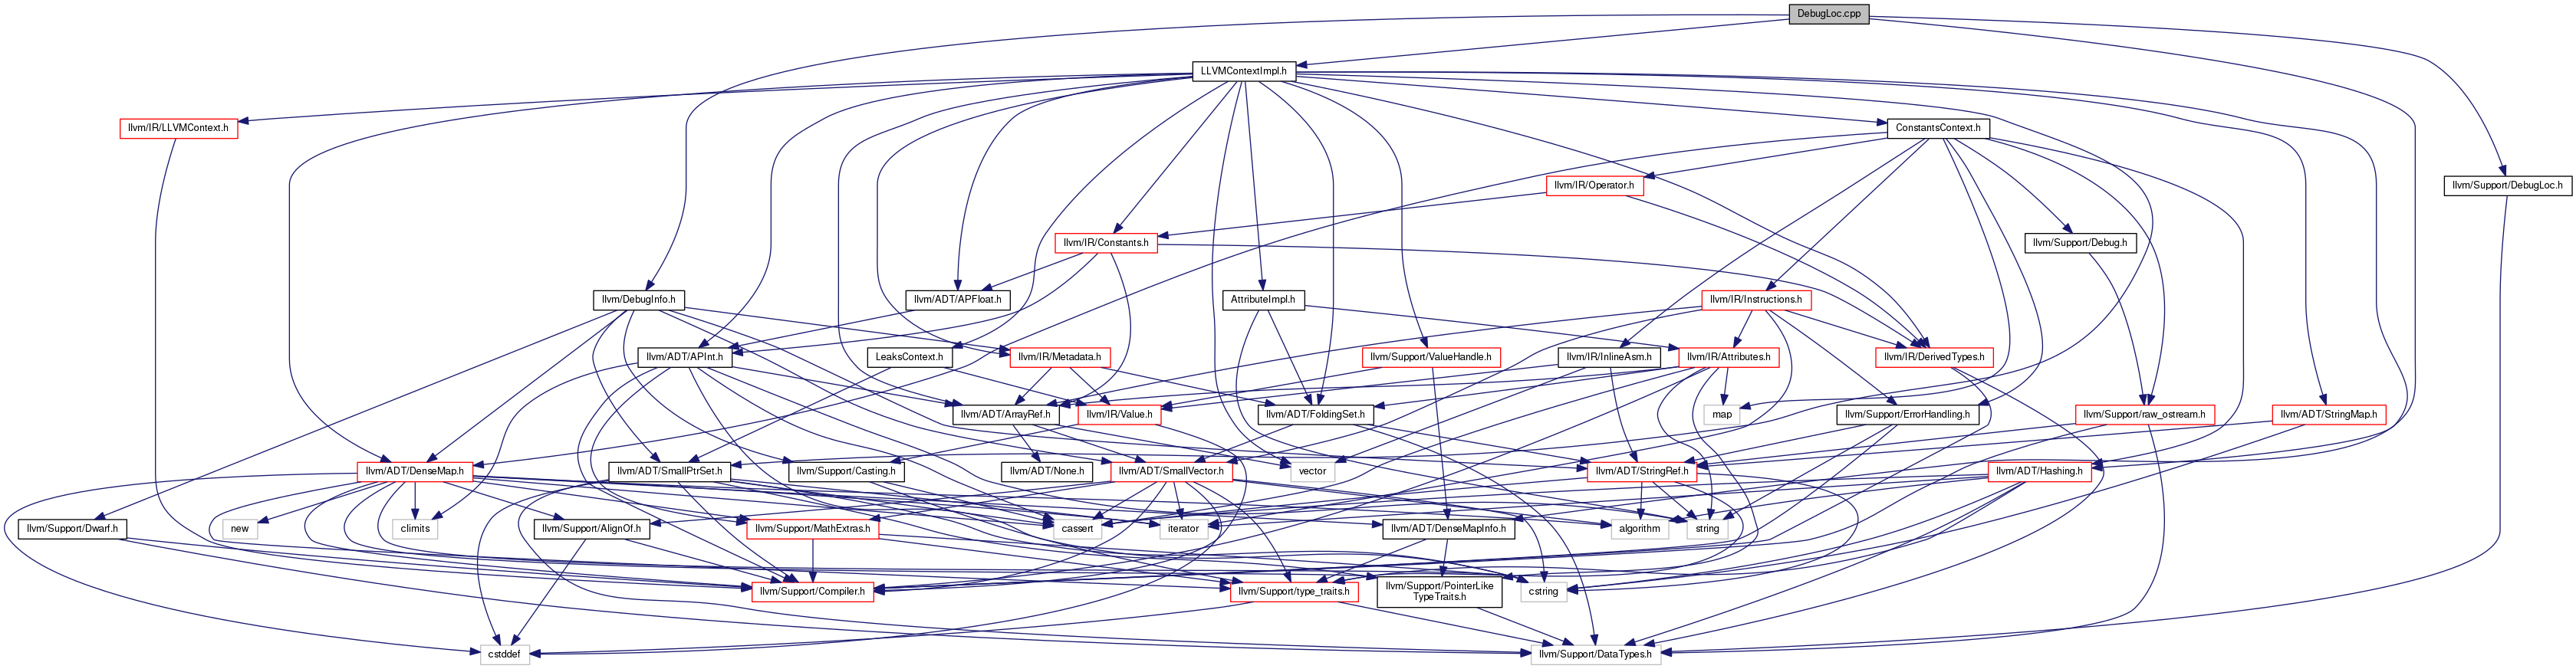 DebugLoc.cpp
LLVMContextImpl.h
llvm/IR/LLVMContext.h
ConstantsContext.h
llvm/IR/Operator.h
llvm/Support/DebugLoc.h
llvm/IR/Constants.h
llvm/Support/Debug.h
llvm/DebugInfo.h
llvm/ADT/APFloat.h
AttributeImpl.h
llvm/IR/Instructions.h
llvm/ADT/APInt.h
LeaksContext.h
llvm/IR/Metadata.h
llvm/Support/ValueHandle.h
llvm/IR/InlineAsm.h
llvm/IR/Attributes.h
llvm/IR/DerivedTypes.h
llvm/ADT/ArrayRef.h
llvm/IR/Value.h
llvm/ADT/FoldingSet.h
map
llvm/Support/ErrorHandling.h
llvm/Support/raw_ostream.h
llvm/ADT/StringMap.h
llvm/ADT/DenseMap.h
llvm/ADT/SmallPtrSet.h
llvm/Support/Casting.h
llvm/ADT/None.h
llvm/ADT/SmallVector.h
vector
llvm/ADT/StringRef.h
llvm/ADT/Hashing.h
llvm/Support/Dwarf.h
new
climits
llvm/Support/AlignOf.h
llvm/Support/MathExtras.h
cassert
iterator
llvm/ADT/DenseMapInfo.h
algorithm
string
llvm/Support/Compiler.h
llvm/Support/type_traits.h
llvm/Support/PointerLike
TypeTraits.h
cstring
cstddef
llvm/Support/DataTypes.h